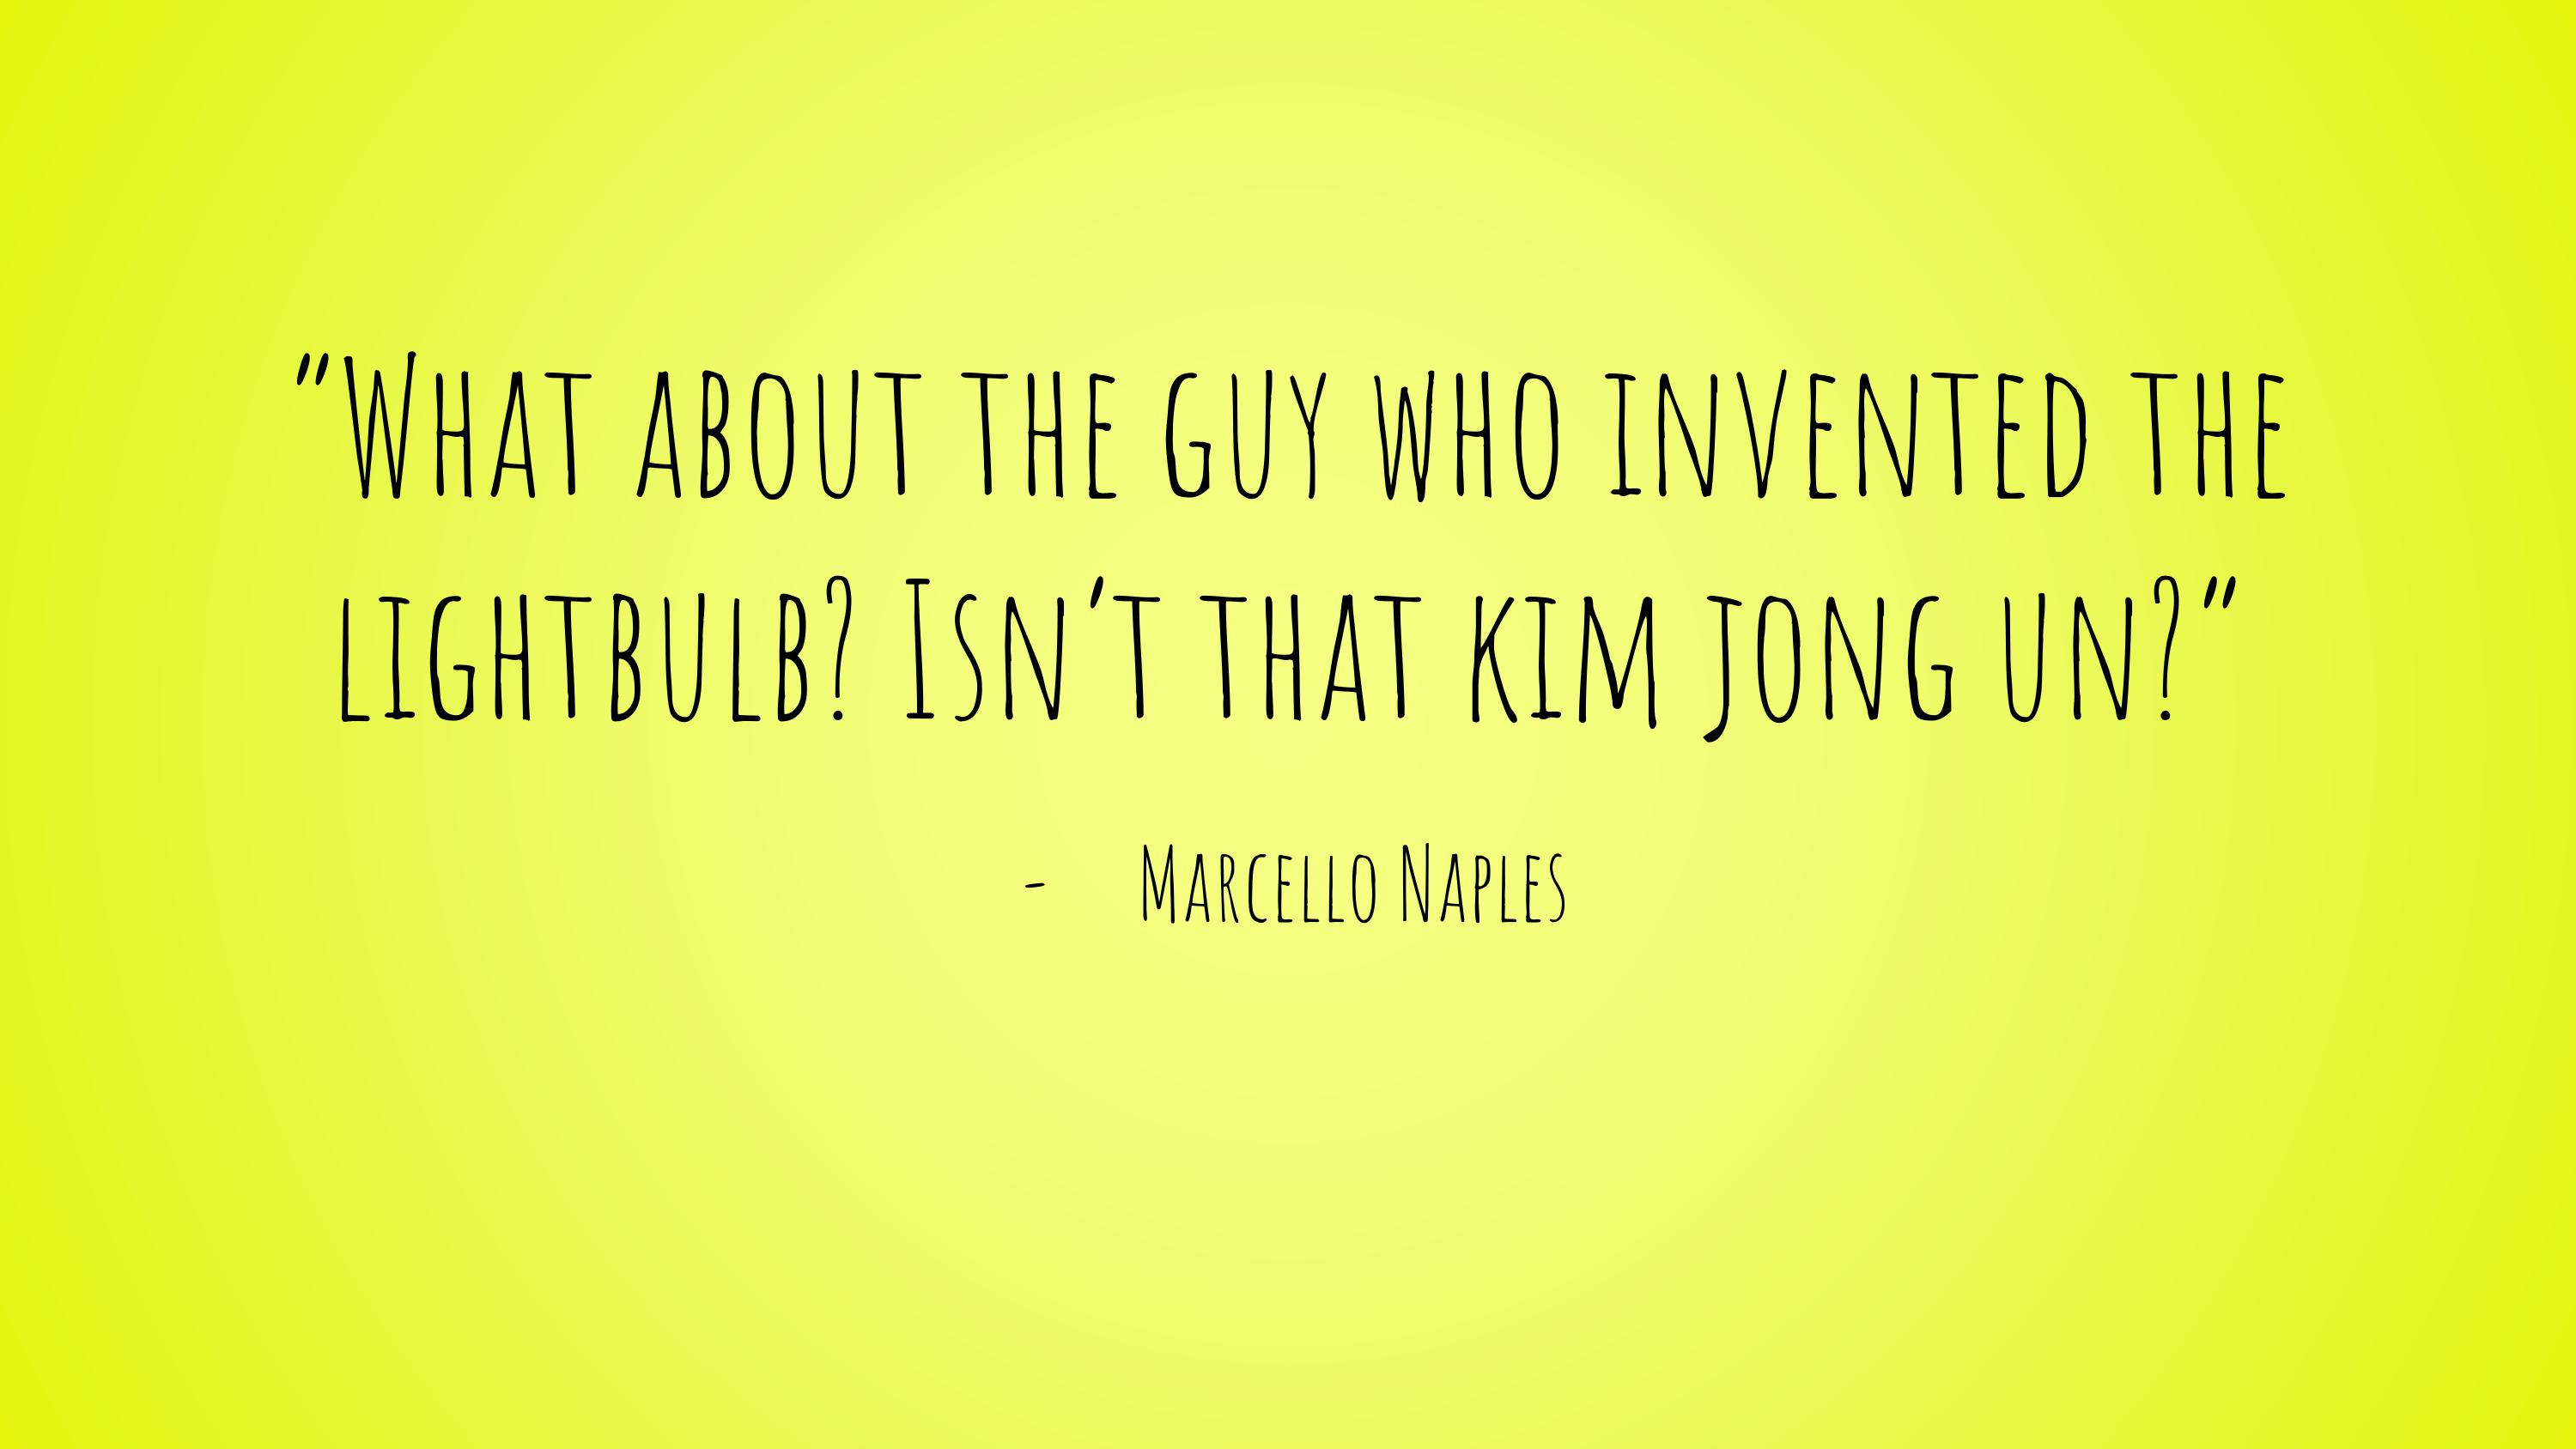 "What about the guy who invented the
lightbulb? Isn't that kim jong un?"
- Marcello Naples